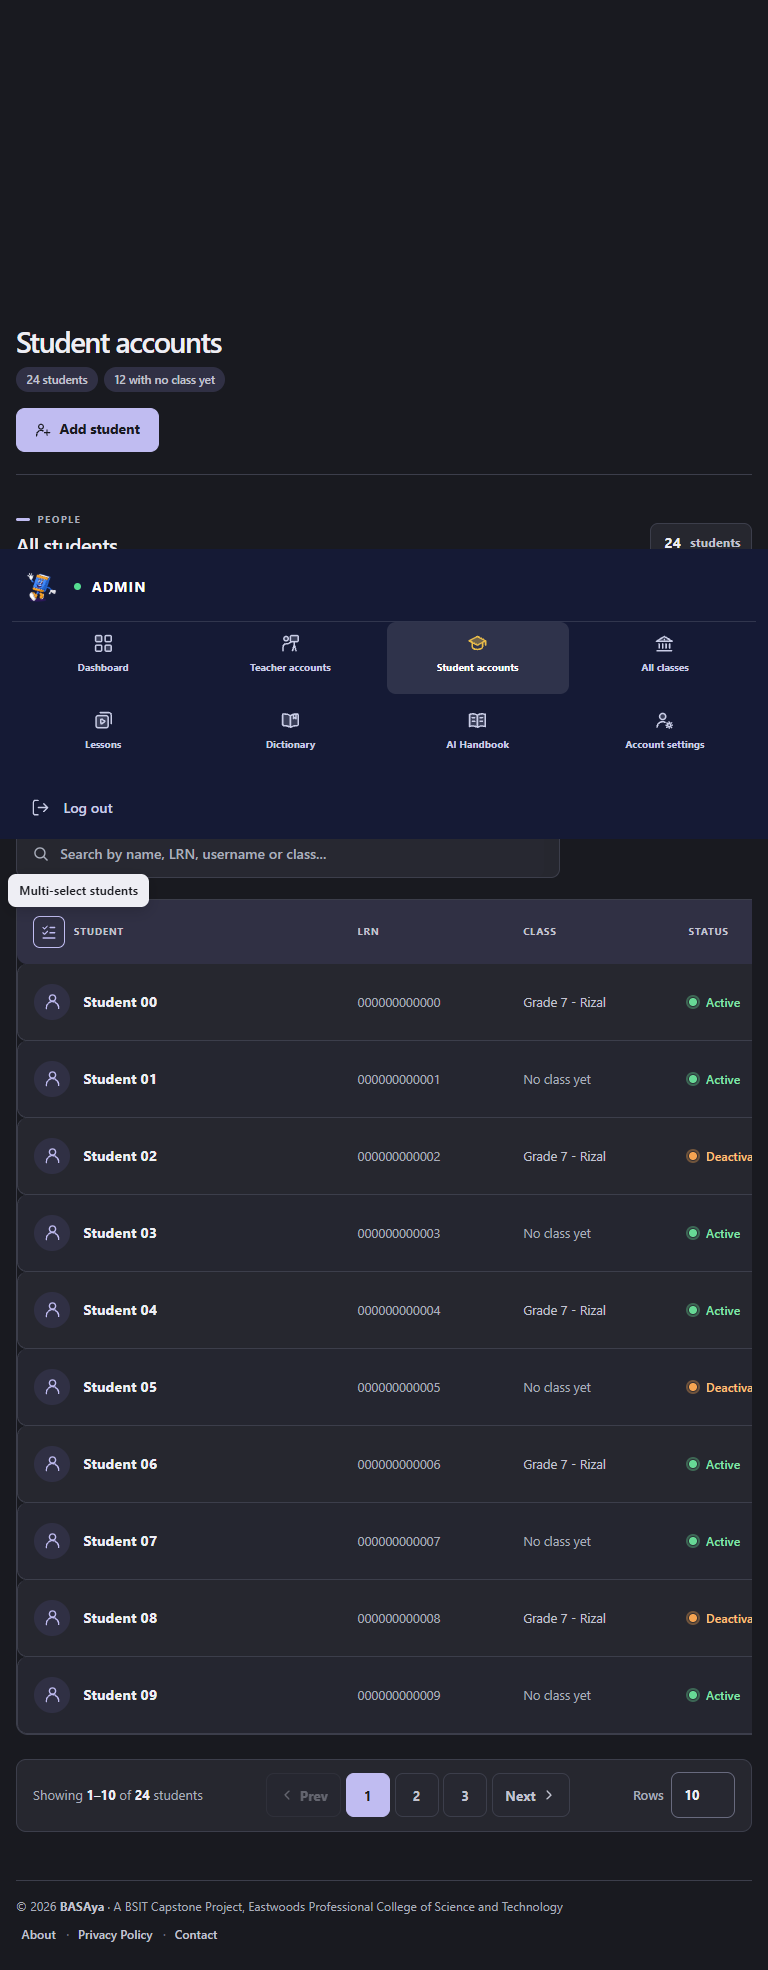 Student accounts
24 students
12 with no class yet
Add student
PEOPLE
All students
24 students
ADMIN
Dashboard
Teacher accounts
Student accounts
All classes
Lessons
Dictionary
AI Handbook
Account settings
Log out
Search by name, LRN, username or class...
Multi-select students
STUDENT LRN CLASS STATUS
Student 00 000000000000 Grade 7 - Rizal Active
Student 01 000000000001 No class yet Active
Student 02 000000000002 Grade 7 - Rizal Deactiva
Student 03 000000000003 No class yet Active
Student 04 000000000004 Grade 7 - Rizal Active
Student 05 000000000005 No class yet Deactiva
Student 06 000000000006 Grade 7 - Rizal Active
Student 07 000000000007 No class yet Active
Student 08 000000000008 Grade 7 - Rizal Deactiva
Student 09 000000000009 No class yet Active
Showing 1–10 of 24 students Prev 1 2 3 Next Rows 10
© 2026 BASAya · A BSIT Capstone Project, Eastwoods Professional College of Science and Technology
About · Privacy Policy · Contact